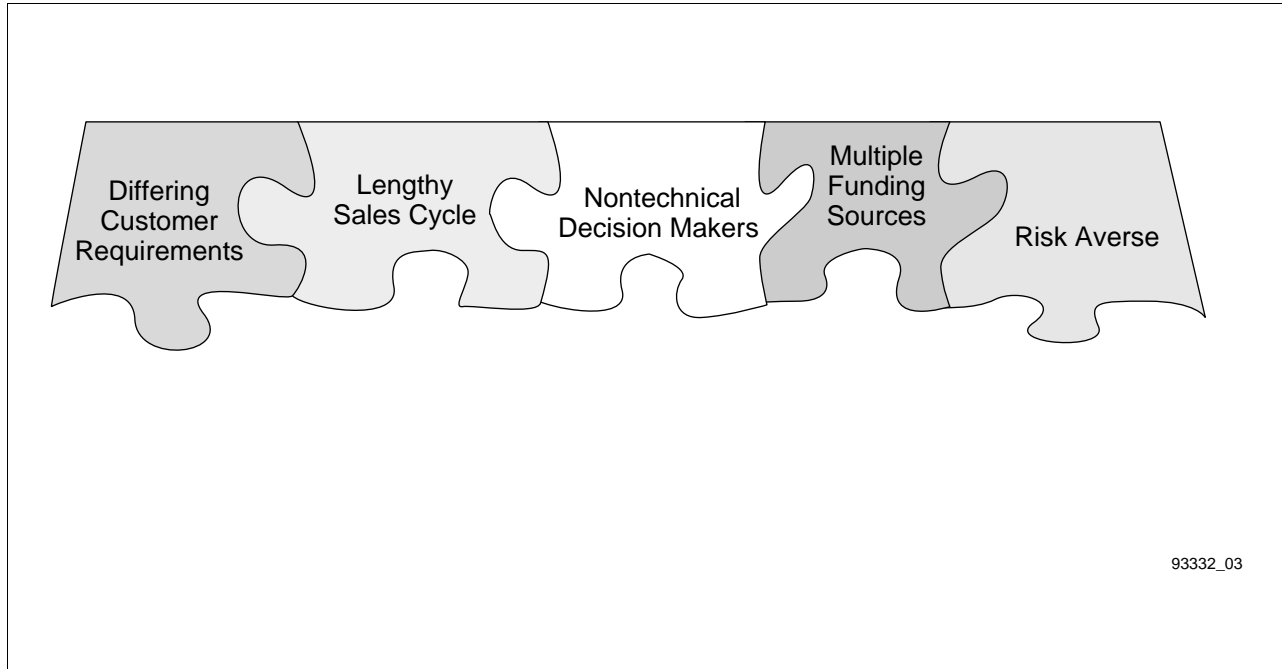 Differing
Customer
Requirements
Lengthy
Sales Cycle
Nontechnical
Decision Makers
Multiple
Funding
Sources
Risk Averse
93332_03